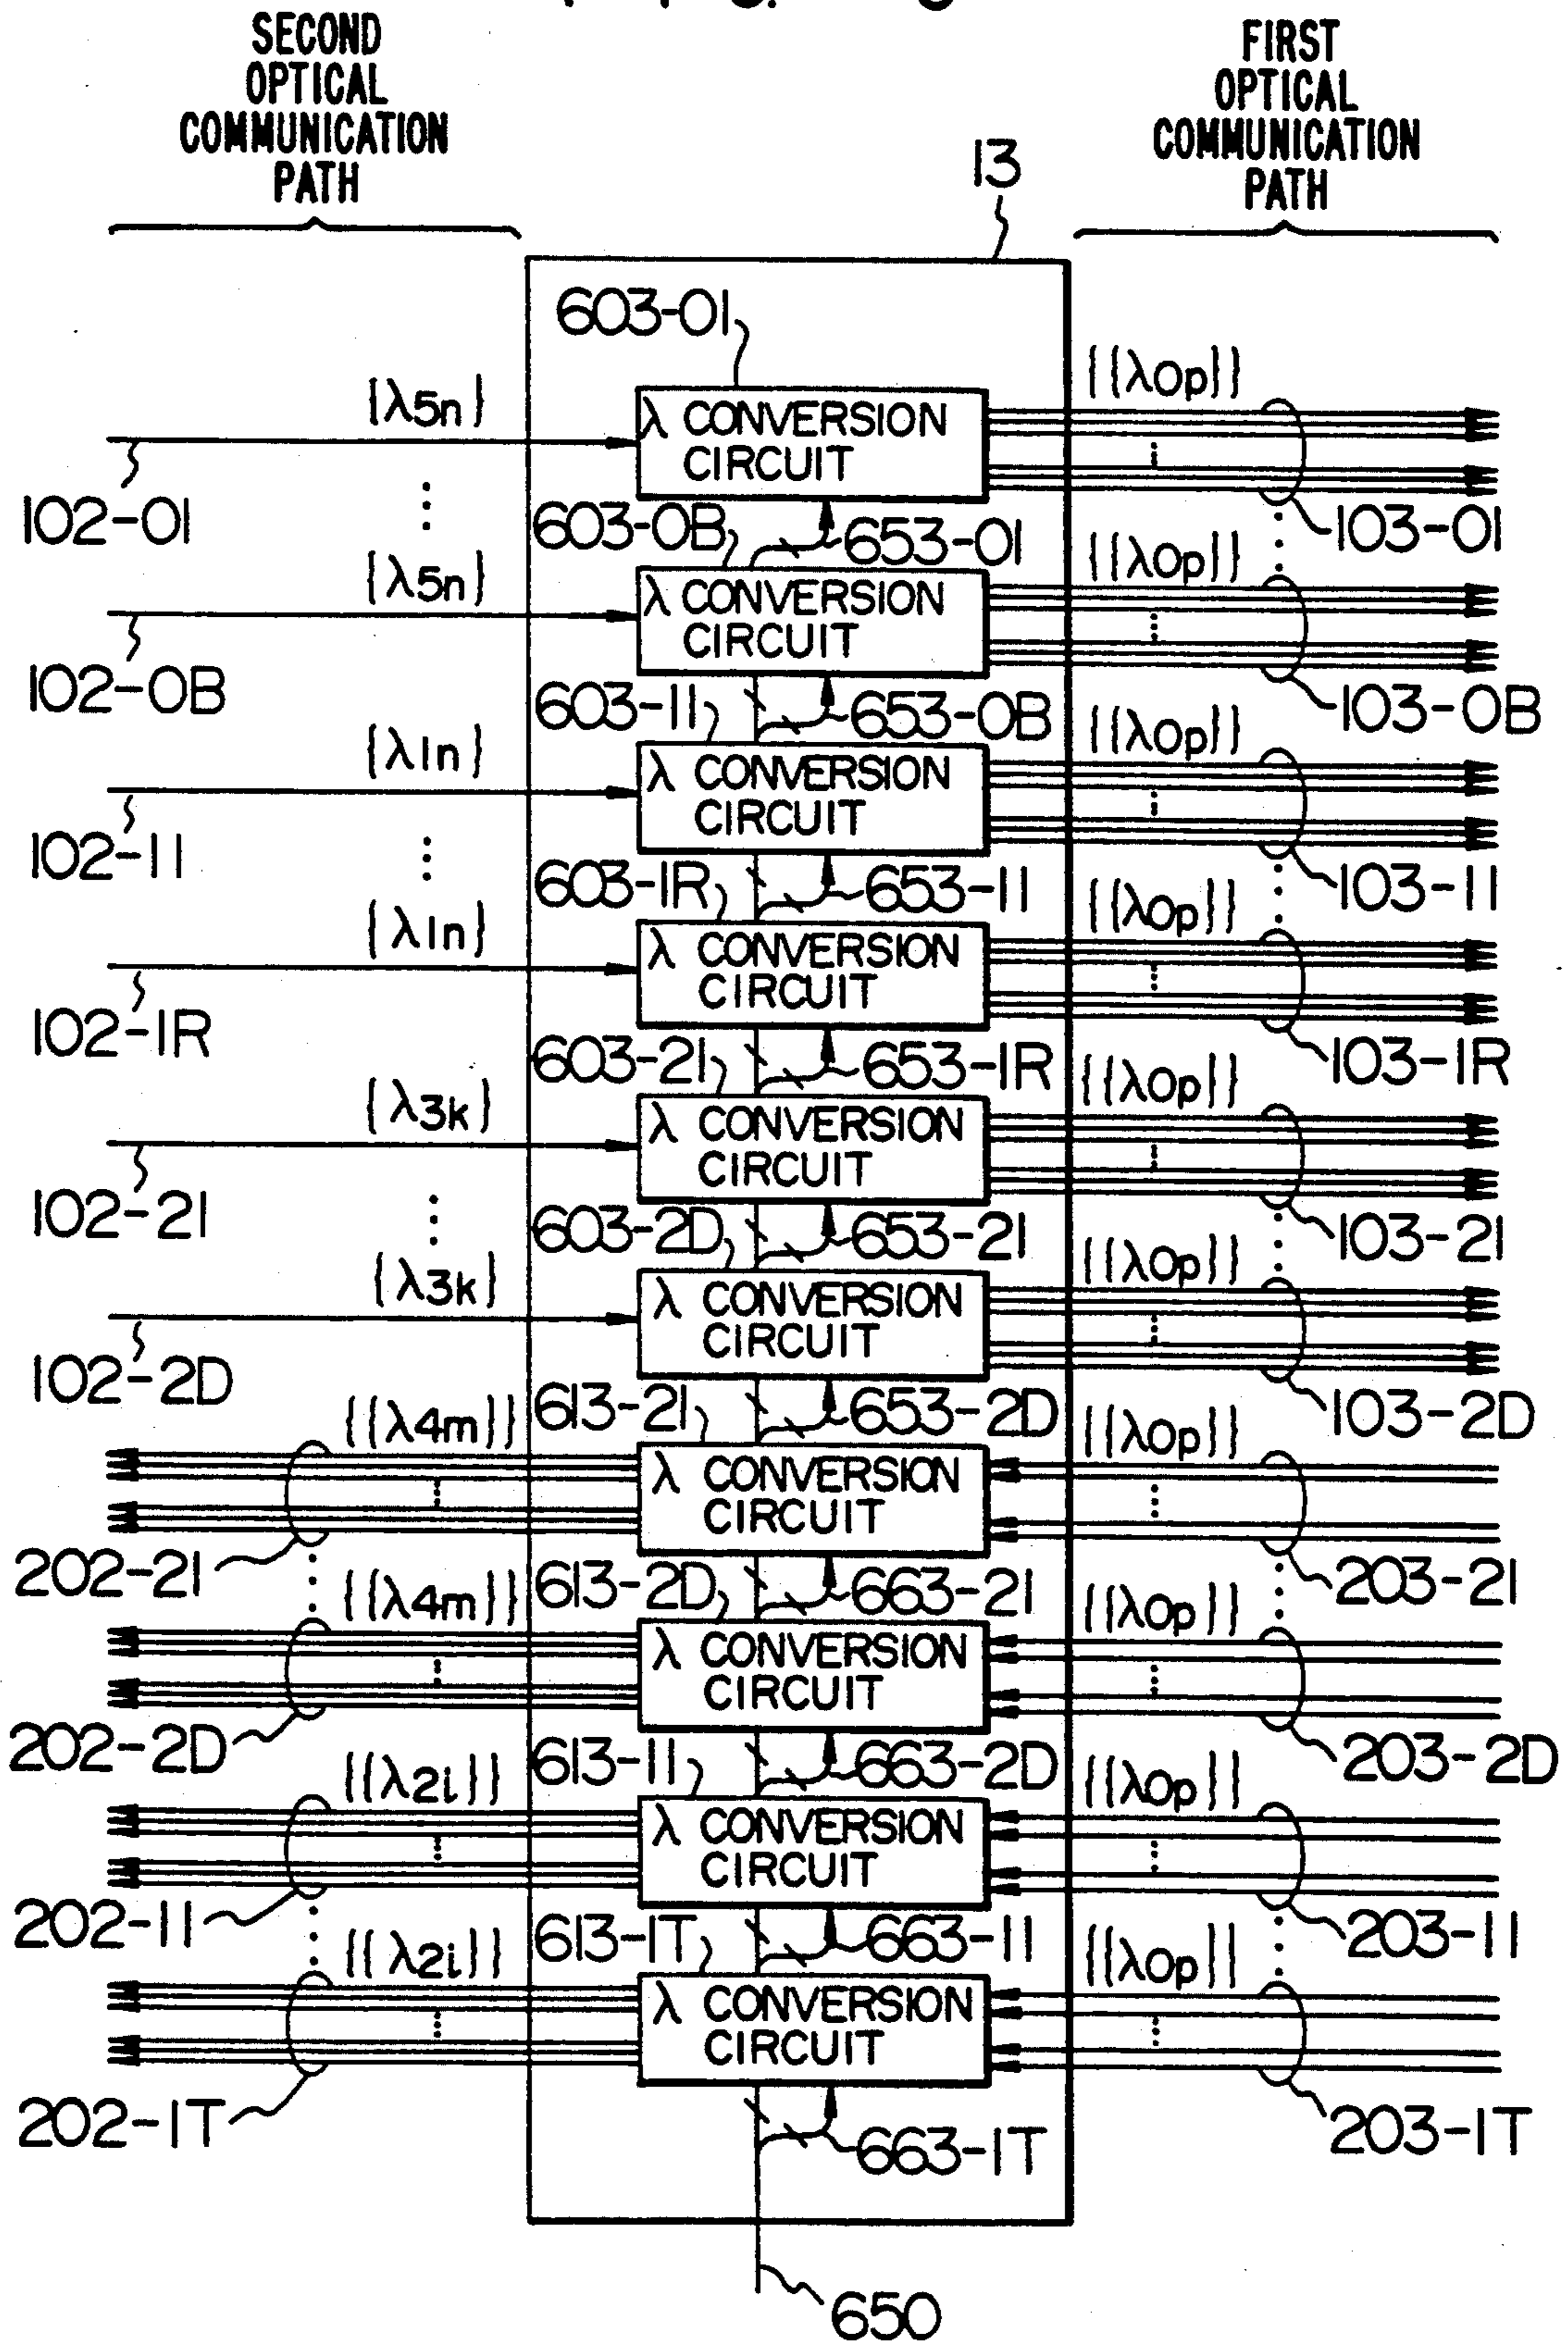 SECOND
OPTICAL
COMMUNICATION
PATH
FIRST
OPTICAL
COMMUNICATION
PATH
13
603-01
{λ5n}
λ CONVERSION
CIRCUIT
{{λ0p}}
102-01
603-0B
653-01
103-01
{λ5n}
λ CONVERSION
CIRCUIT
{{λ0p}}
102-0B
603-11
653-0B
103-0B
{λ1n}
λ CONVERSION
CIRCUIT
{{λ0p}}
102-11
603-1R
653-11
103-11
{λ1n}
λ CONVERSION
CIRCUIT
{{λ0p}}
102-1R
603-21
653-1R
103-1R
{λ3k}
λ CONVERSION
CIRCUIT
{{λ0p}}
102-21
603-2D
653-21
103-21
{λ3k}
λ CONVERSION
CIRCUIT
{{λ0p}}
102-2D
613-21
653-2D
103-2D
{{λ4m}}
λ CONVERSION
CIRCUIT
{{λ0p}}
202-21
613-2D
663-21
203-21
{{λ4m}}
λ CONVERSION
CIRCUIT
{{λ0p}}
202-2D
613-11
663-2D
203-2D
{{λ2i}}
λ CONVERSION
CIRCUIT
{{λ0p}}
202-11
613-1T
663-11
203-11
{{λ2i}}
λ CONVERSION
CIRCUIT
{{λ0p}}
202-1T
663-1T
203-1T
650